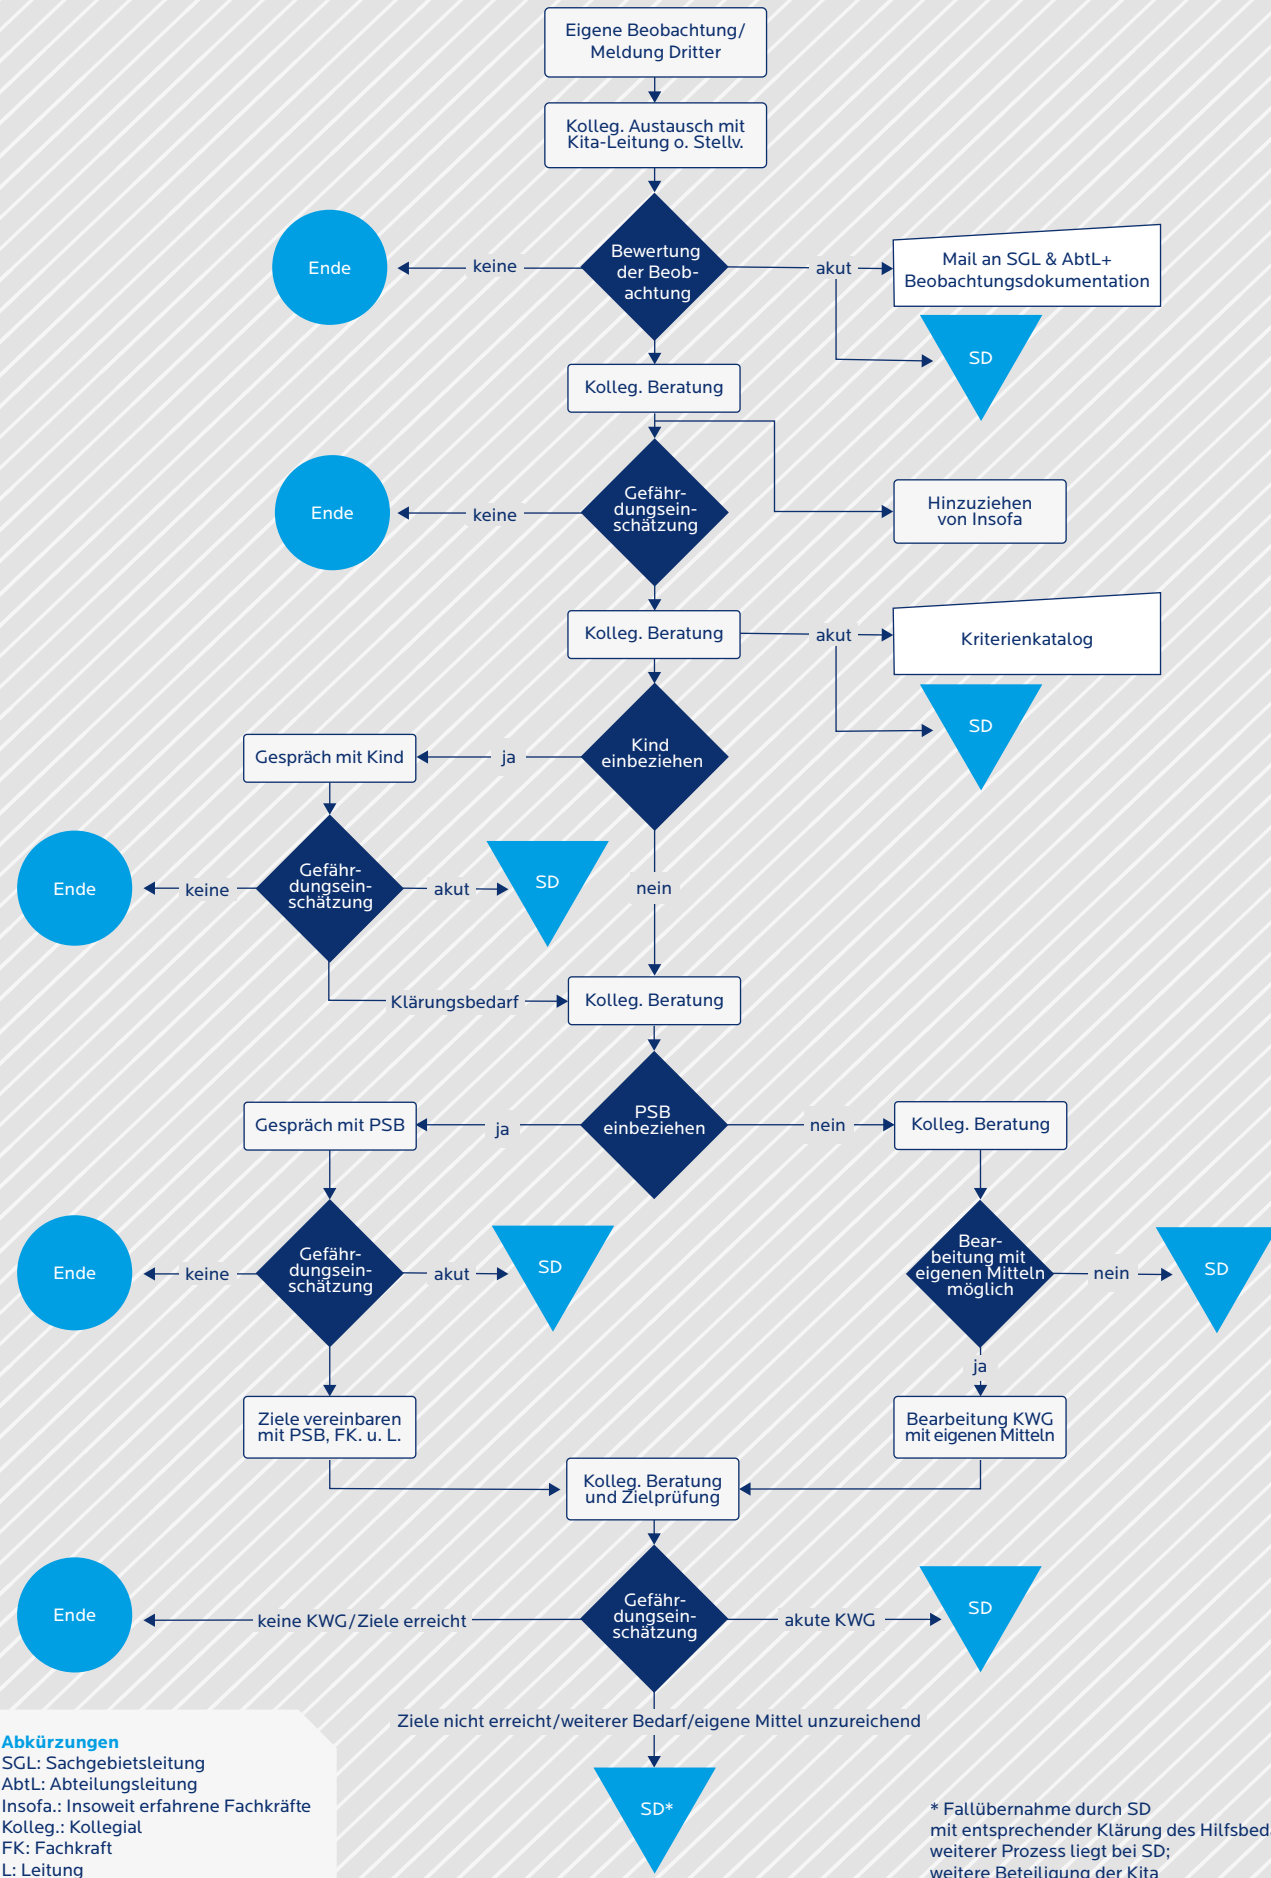 Eigene Beobachtung/
Meldung Dritter
Kolleg. Austausch mit
Kita-Leitung o. Stellv.
Bewertung
der Beob-
achtung
keine
Ende
akut
Mail an SGL & AbtL+
Beobachtungsdokumentation
SD
Kolleg. Beratung
Gefähr-
dungsein-
schätzung
keine
Ende
Hinzuziehen
von Insofa
Kolleg. Beratung
akut
Kriterienkatalog
SD
Kind
einbeziehen
ja
Gespräch mit Kind
Gefähr-
dungsein-
schätzung
keine
Ende
akut
SD
nein
Klärungsbedarf
Kolleg. Beratung
PSB
einbeziehen
ja
Gespräch mit PSB
nein
Kolleg. Beratung
Gefähr-
dungsein-
schätzung
keine
Ende
akut
SD
Bear-
beitung mit
eigenen Mitteln
möglich
nein
SD
ja
Ziele vereinbaren
mit PSB, FK. u. L.
Bearbeitung KWG
mit eigenen Mitteln
Kolleg. Beratung
und Zielprüfung
Gefähr-
dungsein-
schätzung
keine KWG/Ziele erreicht
Ende
akute KWG
SD
Ziele nicht erreicht/weiterer Bedarf/eigene Mittel unzureichend
SD*
Abkürzungen
SGL: Sachgebietsleitung
AbtL: Abteilungsleitung
Insofa.: Insoweit erfahrene Fachkräfte
Kolleg.: Kollegial
FK: Fachkraft
L: Leitung
* Fallübernahme durch SD
mit entsprechender Klärung des
weiterer Prozess liegt bei SD;
weitere Beteiligung der Kita